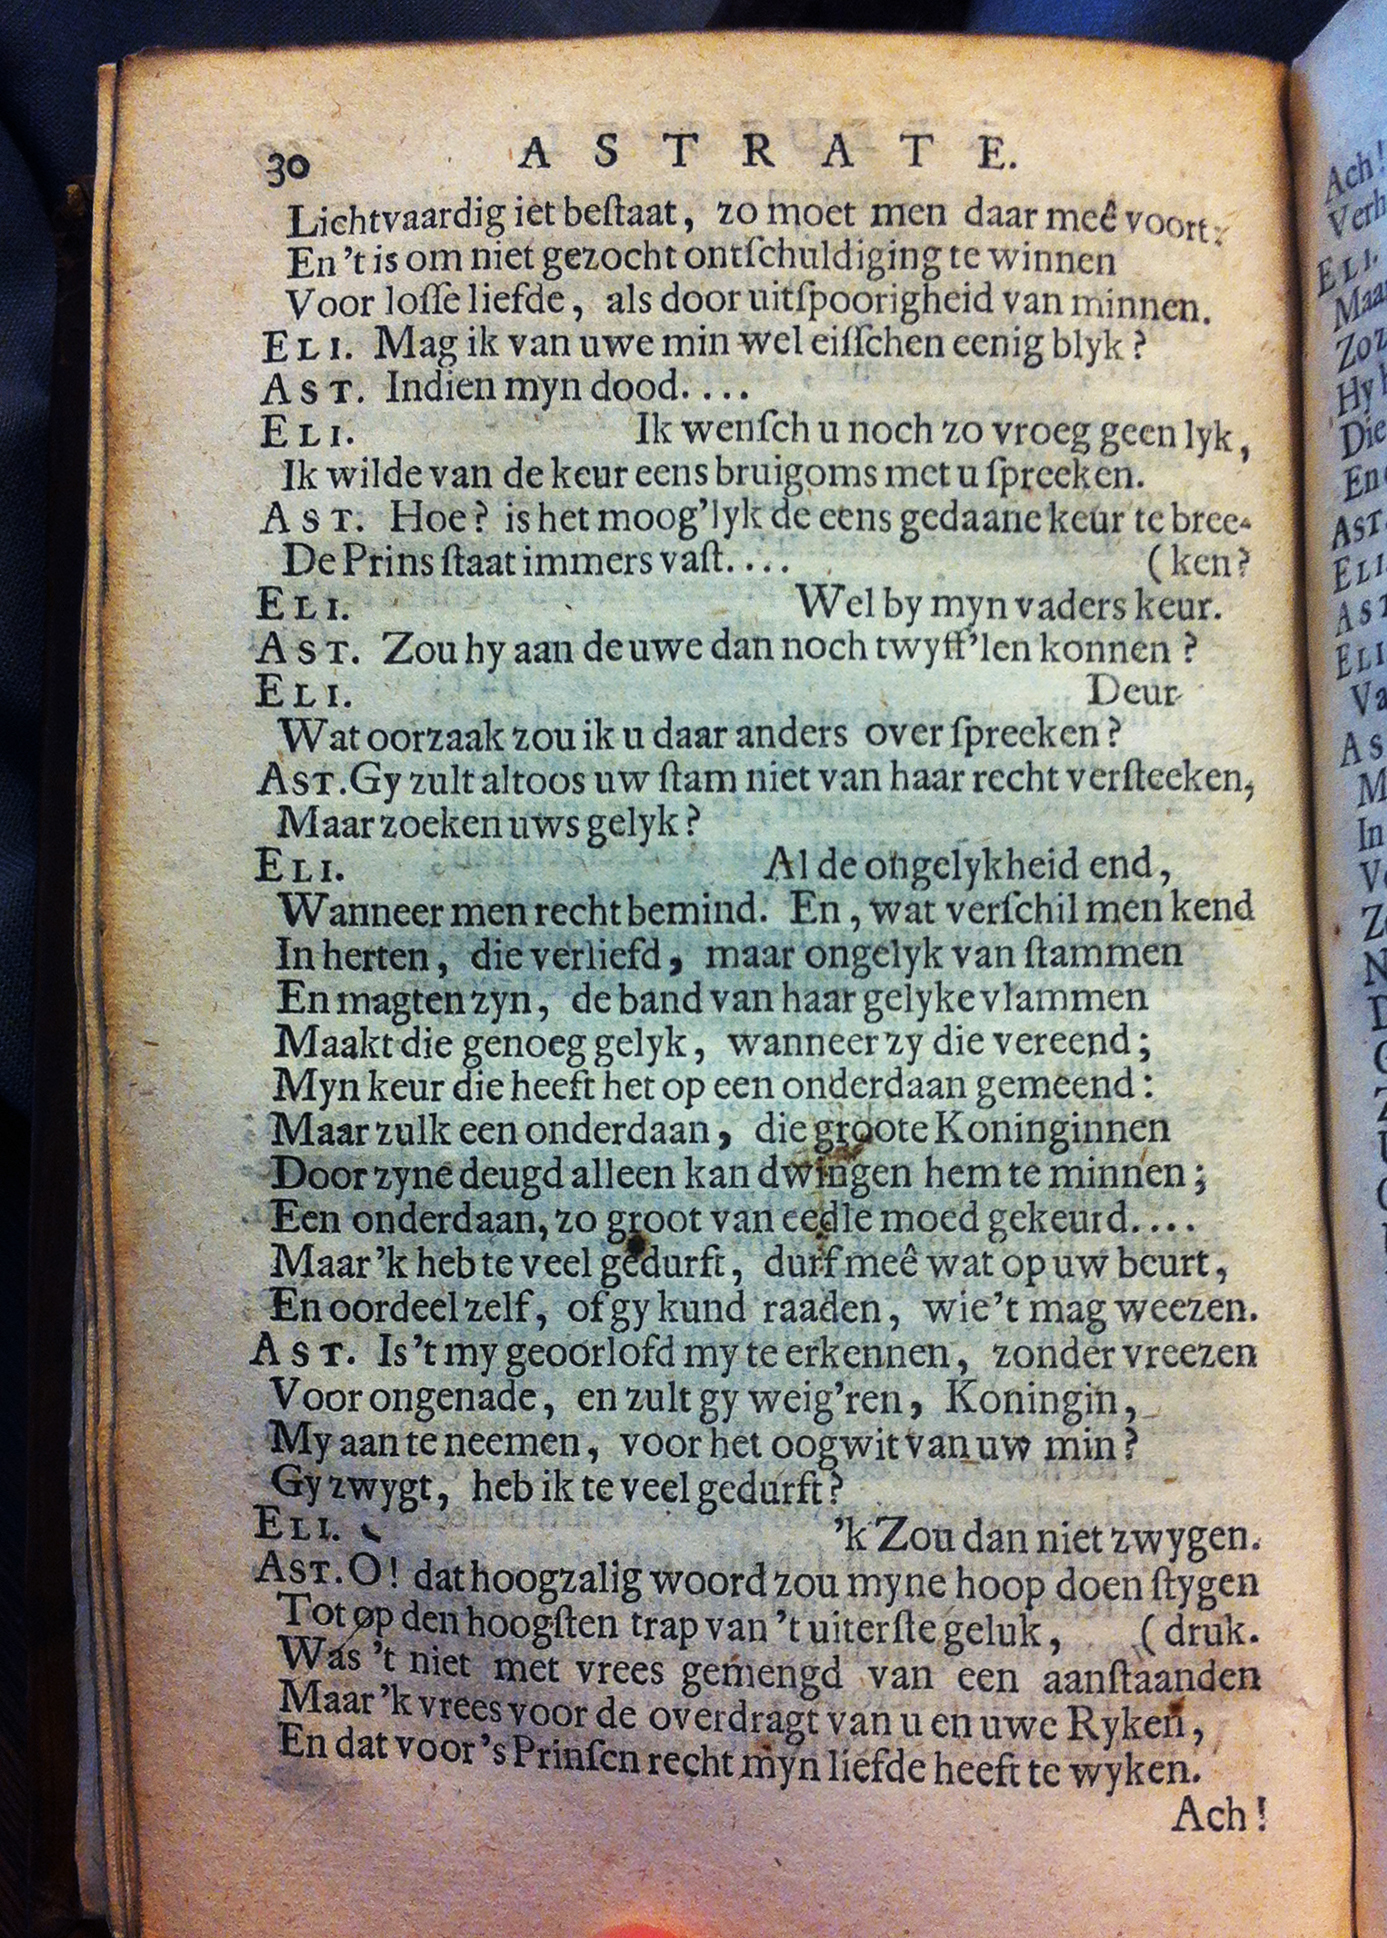 30 ASTRATE.
Lichtvaardig iet beſtaat, zo moet men daar meê voort:
En 't is om niet gezocht ontſchuldiging te winnen
Voor loſſe liefde, als door uitſpoorigheid van minnen.
ELI. Mag ik van uwe min wel eiſſchen eenig blyk?
AST. Indien myn dood....
ELI. Ik wenſch u noch zo vroeg geen lyk,
Ik wilde van de keur eens bruigoms met u ſpreeken.
AST. Hoe? is het moog'lyk de eens gedaane keur te bree-
De Prins ſtaat immers vaſt.... (ken?
ELI. Wel by myn vaders keur.
AST. Zou hy aan de uwe dan noch twyff'len konnen?
ELI. Deur
Wat oorzaak zou ik u daar anders over ſpreeken?
AST. Gy zult altoos uw ſtam niet van haar recht verſteeken,
Maar zoeken uws gelyk?
ELI. Al de ongelykheid end,
Wanneer men recht bemind. En, wat verſchil men kend
In herten, die verliefd, maar ongelyk van ſtammen
En magten zyn, de band van haar gelyke vlammen
Maakt die genoeg gelyk, wanneer zy die vereend;
Myn keur die heeft het op een onderdaan gemeend:
Maar zulk een onderdaan, die groote Koninginnen
Door zyne deugd alleen kan dwingen hem te minnen;
Een onderdaan, zo groot van eedle moed gekeurd....
Maar 'k heb te veel gedurft, durf meê wat op uw beurt,
En oordeel zelf, of gy kund raaden, wie 't mag weezen.
AST. Is 't my geoorlofd my te erkennen, zonder vreezen
Voor ongenade, en zult gy weig'ren, Koningin,
My aan te neemen, voor het oogwit van uw min?
Gy zwygt, heb ik te veel gedurft?
ELI. 'k Zou dan niet zwygen.
AST. O! dat hoogzalig woord zou myne hoop doen ſtygen
Tot op den hoogſten trap van 't uiterſte geluk, (druk.
Was 't niet met vrees gemengd van een aanſtaanden
Maar 'k vrees voor de overdragt van u en uwe Ryken,
En dat voor 's Prinſen recht myn liefde heeft te wyken.
Ach!
Ach!
Verh
ELI.
Maa
Zo z
Hy
Die
En
AST
ELI
AST
ELI
Va
As
M
In